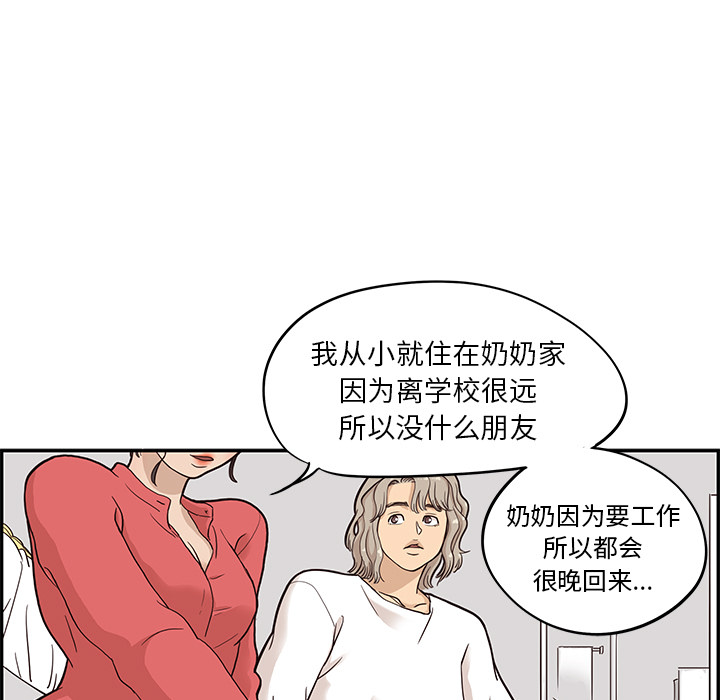 我从小就住在奶奶家
因为离学校很远
所以没什么朋友
奶奶因为要工作
所以都会
很晚回来...